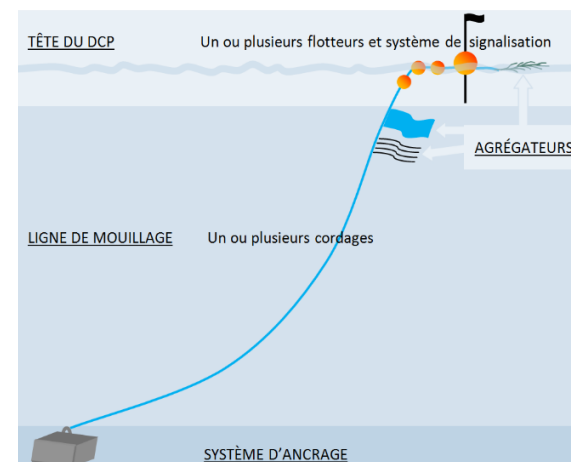 TÊTE DU DCP
Un ou plusieurs flotteurs et système de signalisation
AGRÉGATEURS
LIGNE DE MOUILLAGE
Un ou plusieurs cordages
SYSTÈME D'ANCRAGE